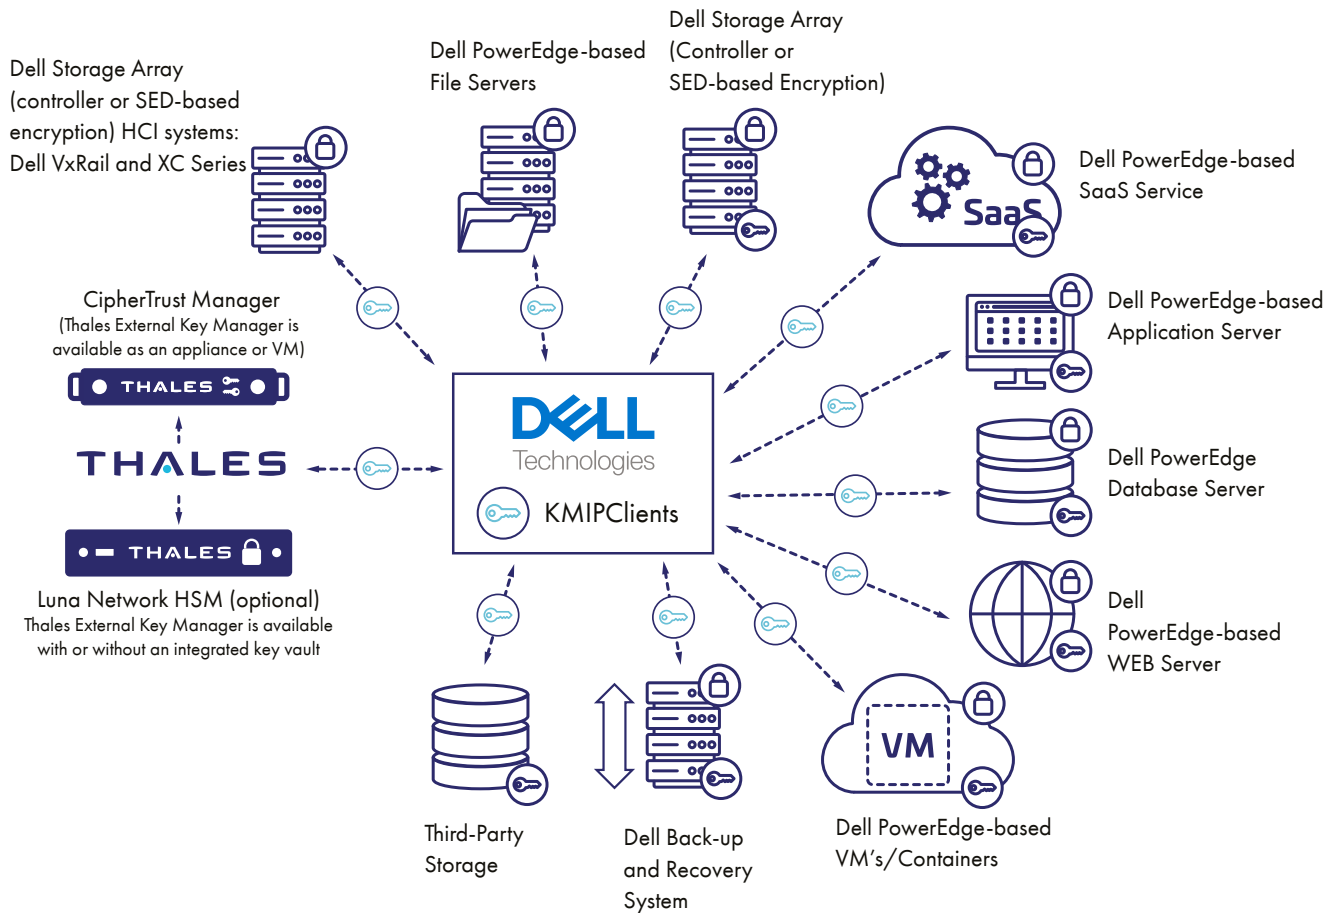 Dell Storage Array
(controller or SED-based
encryption) HCI systems:
Dell VxRail and XC Series
Dell PowerEdge-based
File Servers
Dell Storage Array
(Controller or
SED-based Encryption)
SaaS
Dell PowerEdge-based
SaaS Service
CipherTrust Manager
(Thales External Key Manager is
available as an appliance or VM)
THALES
THALES
THALES
Luna Network HSM (optional)
Thales External Key Manager is available
with or without an integrated key vault
DELL
Technologies
KMIPClients
Dell PowerEdge-based
Application Server
Dell PowerEdge
Database Server
Dell
PowerEdge-based
WEB Server
Third-Party
Storage
Dell Back-up
and Recovery
System
VM
Dell PowerEdge-based
VM's/Containers